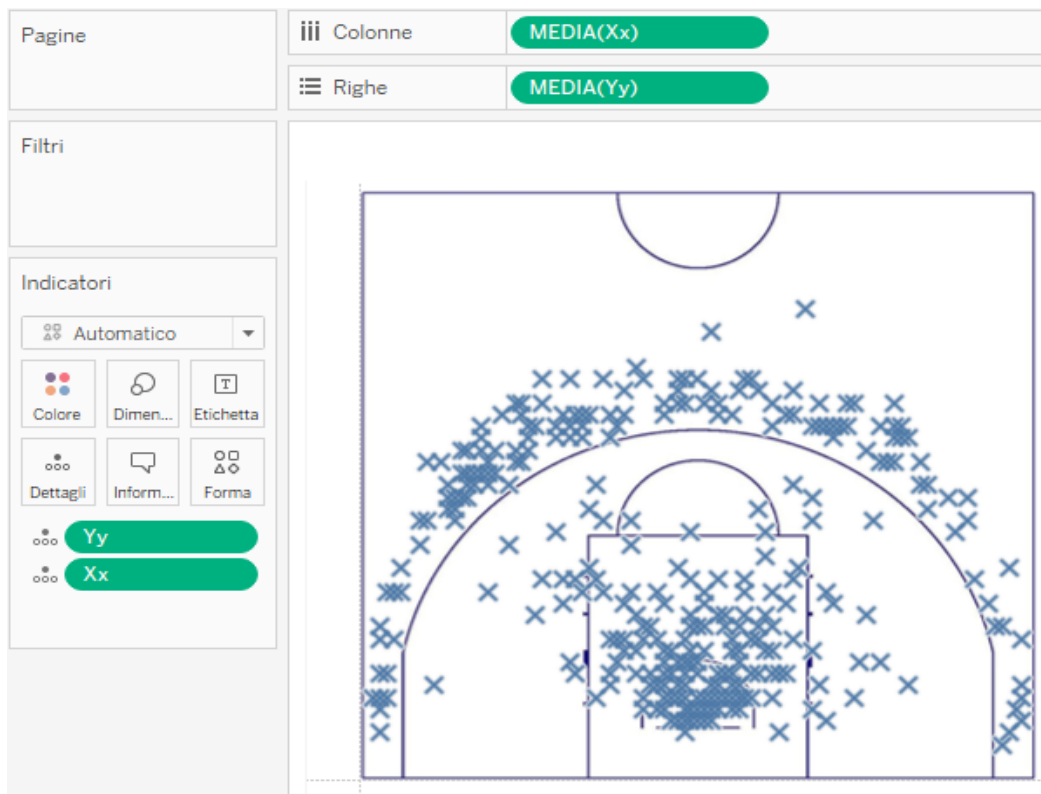 Pagine
Colonne
MEDIA(Xx)
Righe
MEDIA(Yy)
Filtri
Indicatori
Automatico
Colore
Dimen...
Etichetta
Dettagli
Inform...
Forma
Yy
Xx